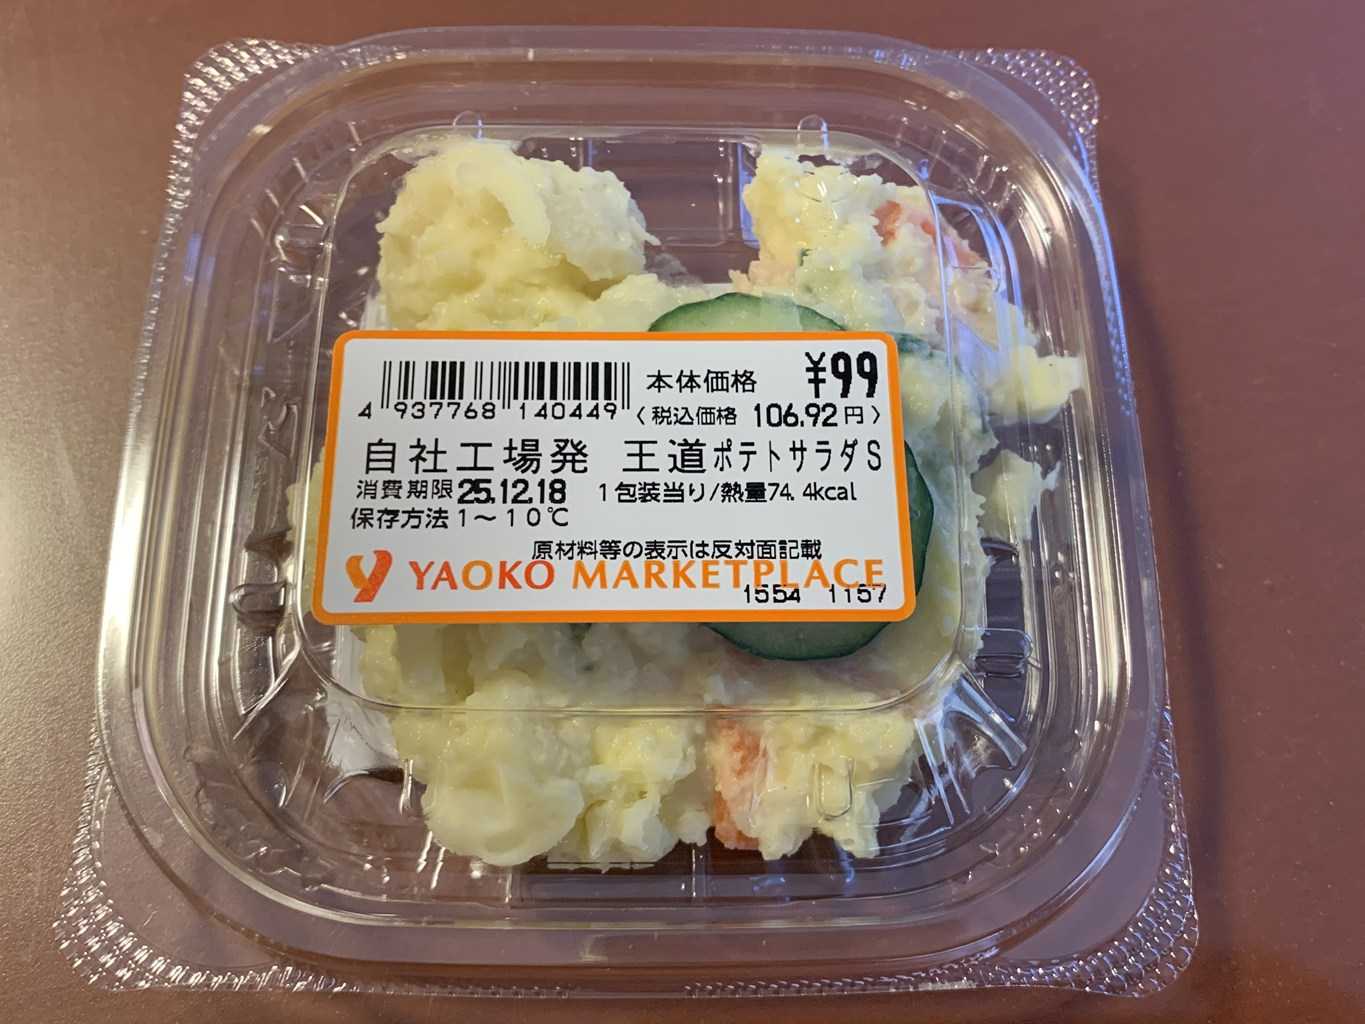 本体価格 ¥99
4 937768 140449 〈税込価格 106.92円〉
自社工場発 王道ポテトサラダS
消費期限 25.12.18 1包装当り/熱量74.4kcal
保存方法1〜10℃
原材料等の表示は反対面記載
YAOKO MARKETPLACE
1554 1157